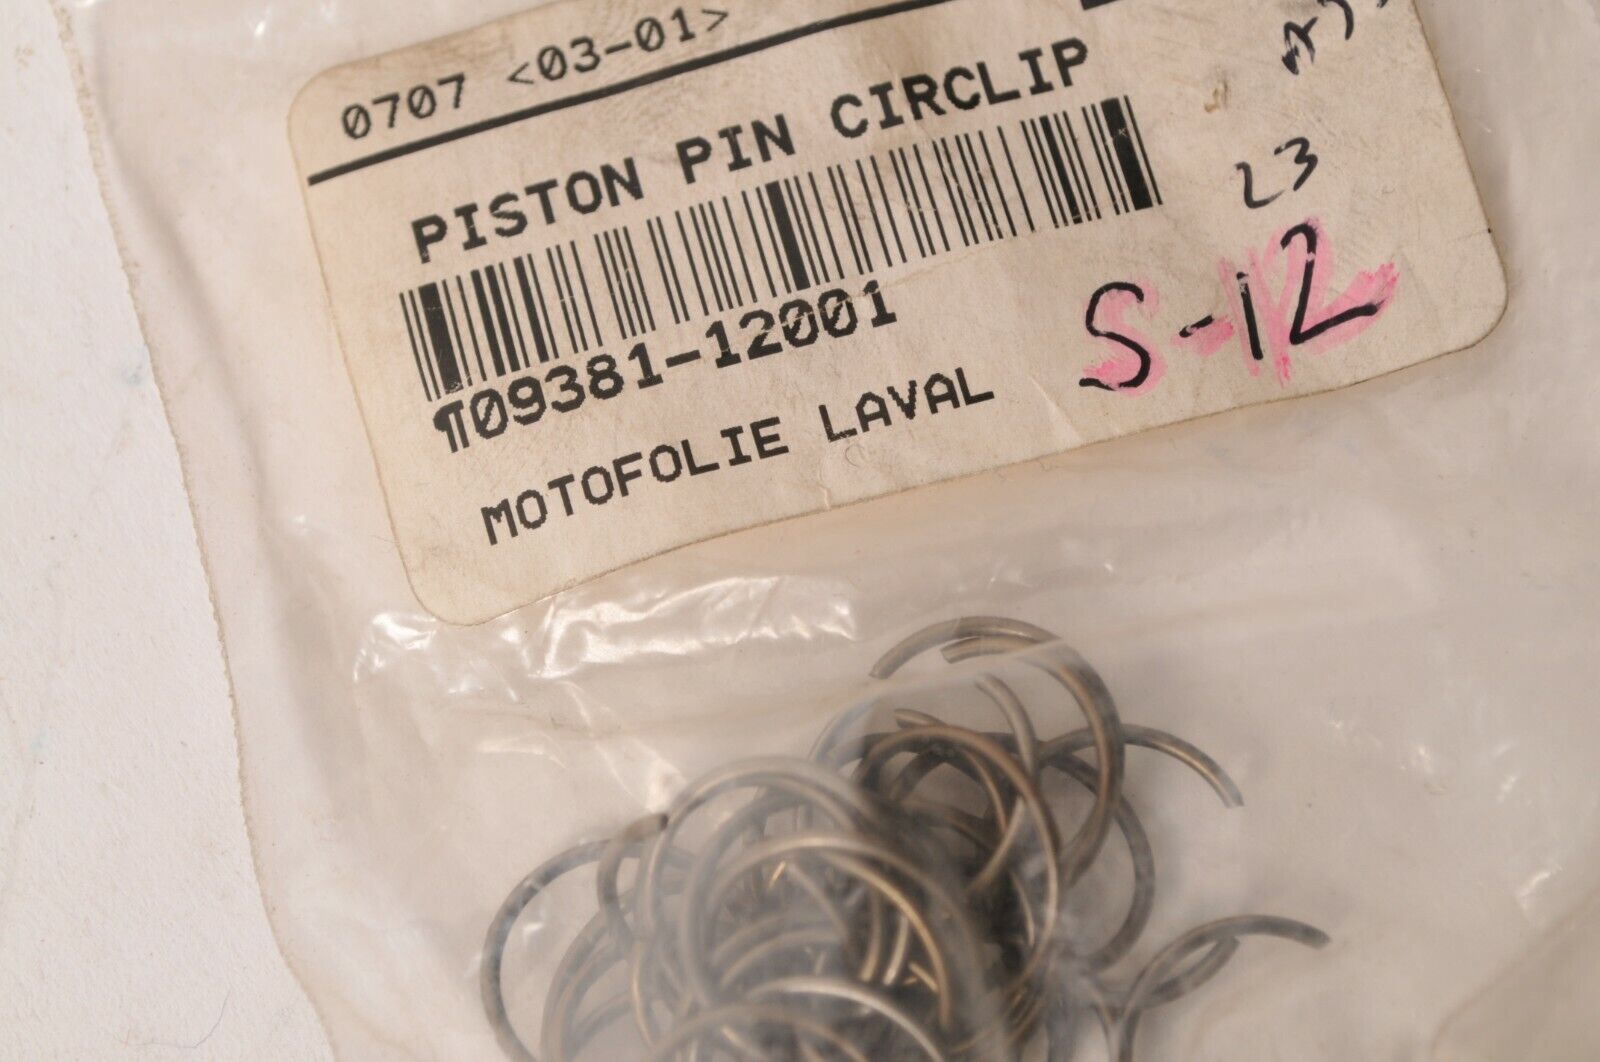 0707 <03-01>
PISTON PIN CIRCLIP
¶09381-12001
MOTOFOLIE LAVAL
23
S-12